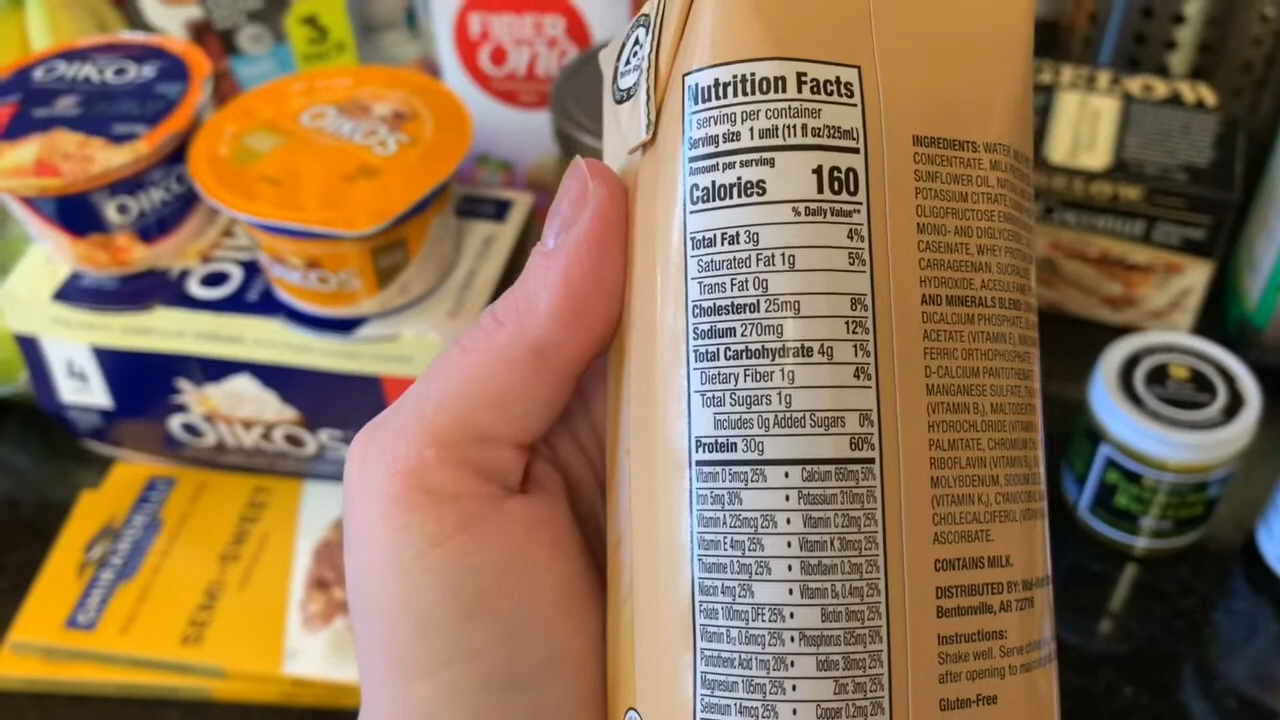 OIKOS
OIKOS
OIKOS
OIKOS
4
OIKOS
3
FIBER
One
GHIRARDELLI
SEMI-SWEET
Nutrition Facts
1 serving per container
Serving size 1 unit (11 fl oz/325mL)
Amount per serving
Calories 160
% Daily Value**
Total Fat 3g 4%
Saturated Fat 1g 5%
Trans Fat 0g
Cholesterol 25mg 8%
Sodium 270mg 12%
Total Carbohydrate 4g 1%
Dietary Fiber 1g 4%
Total Sugars 1g
Includes 0g Added Sugars 0%
Protein 30g 60%
Vitamin D 5mcg 25% • Calcium 650mg 50%
Iron 5mg 30% • Potassium 310mg 6%
Vitamin A 225mcg 25% • Vitamin C 23mg 25%
Vitamin E 4mg 25% • Vitamin K 30mcg 25%
Thiamine 0.3mg 25% • Riboflavin 0.3mg 25%
Niacin 4mg 25% • Vitamin B₆ 0.4mg 25%
Folate 100mcg DFE 25% • Biotin 8mcg 25%
Vitamin B₁₂ 0.6mcg 25% • Phosphorus 625mg 50%
Pantothenic Acid 1mg 20% • Iodine 38mcg 25%
Magnesium 105mg 25% • Zinc 3mg 25%
Selenium 14mcg 25% • Copper 0.2mg 20%
INGREDIENTS: WATER,
CONCENTRATE, MILK
SUNFLOWER OIL,
POTASSIUM CITRATE,
OLIGOFRUCTOSE
MONO- AND
CASEINATE, WHEY
CARRAGEENAN,
HYDROXIDE,
AND MINERALS BLEND:
DICALCIUM PHOSPHATE,
ACETATE (VITAMIN E),
FERRIC ORTHOPHOSPHATE,
D-CALCIUM
MANGANESE SULFATE,
(VITAMIN B₁),
HYDROCHLORIDE
PALMITATE, CHROMIUM
RIBOFLAVIN
MOLYBDENUM, SODIUM
(VITAMIN K₁),
CHOLECALCIFEROL
ASCORBATE.
CONTAINS MILK.
DISTRIBUTED BY:
Bentonville, AR 72716
Instructions:
Shake well. Serve
after opening to
Gluten-Free